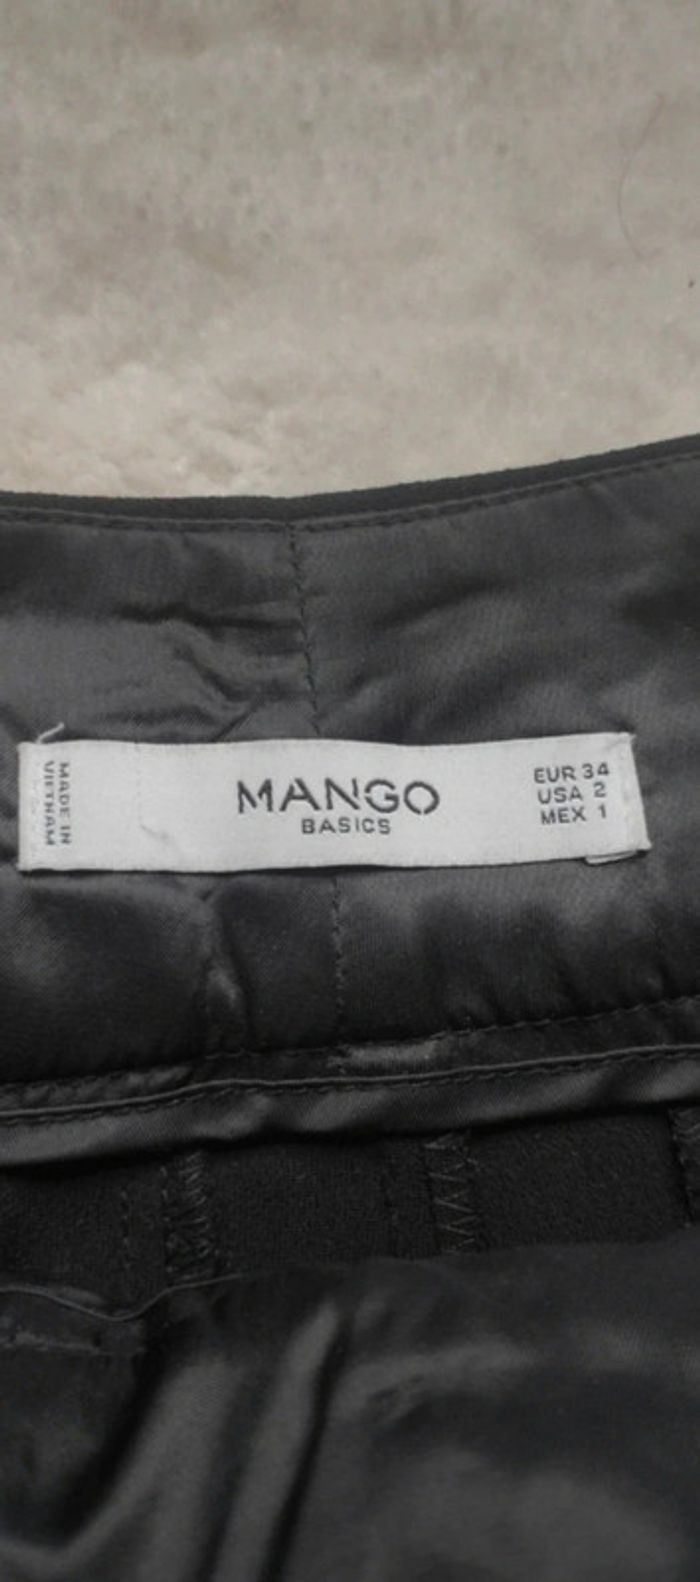 MADE IN
VIETNAM
MANGO
BASICS
EUR 34
USA 2
MEX 1